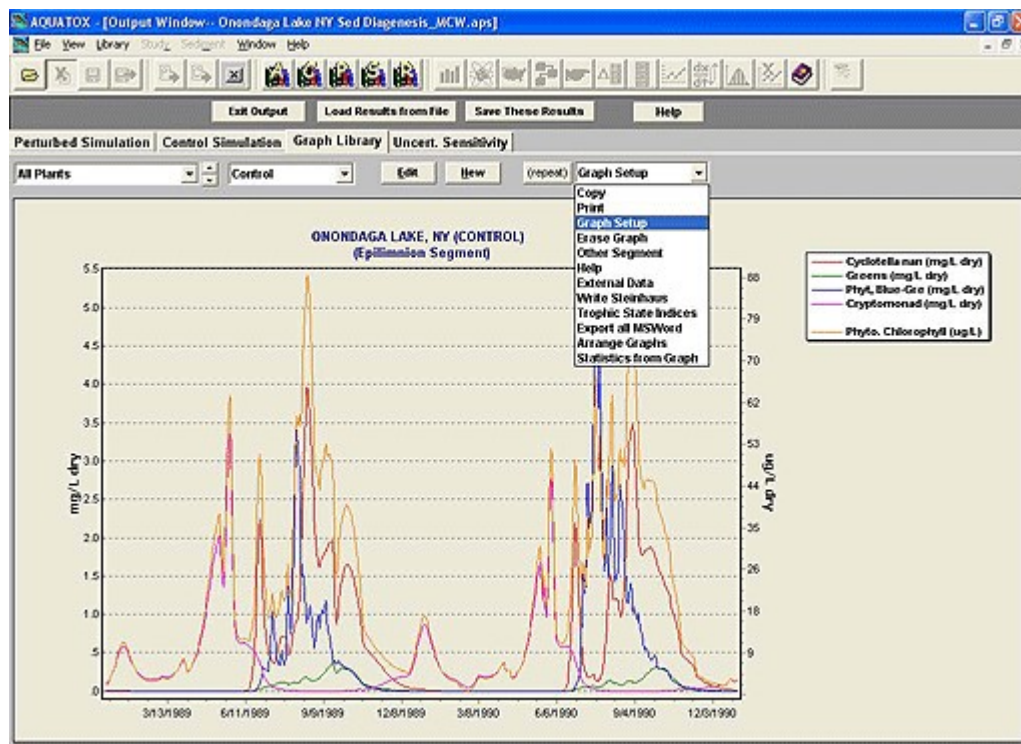 AQUATOX - [Output Window-- Onondaga Lake NY Sed Diagenesis_MCW.aps]
File View Library Study Sediment Window Help
Exit Output Load Results from File Save These Results Help
Perturbed Simulation Control Simulation Graph Library Uncert. Sensitivity
All Plants Control Edit New (repeat) Graph Setup
Copy
Print
Graph Setup
Erase Graph
Other Segment
Help
External Data
Write Steinhaus
Trophic State Indices
Export all MSWord
Arrange Graphs
Statistics from Graph
ONONDAGA LAKE, NY (CONTROL)
(Epilimnion Segment)
Cyclotella nan (mg/L dry)
Greens (mg/L dry)
Phyt, Blue-Gre (mg/L dry)
Cryptomonad (mg/L dry)
Phyto. Chlorophyll (ug/L)
mg/L dry
5.5
5.0
4.5
4.0
3.5
3.0
2.5
2.0
1.5
1.0
.5
.0
88
79
70
62
53
44
35
26
18
9
ug/L dry
3/13/1989 6/11/1989 9/9/1989 12/8/1989 3/8/1990 6/6/1990 9/4/1990 12/3/1990